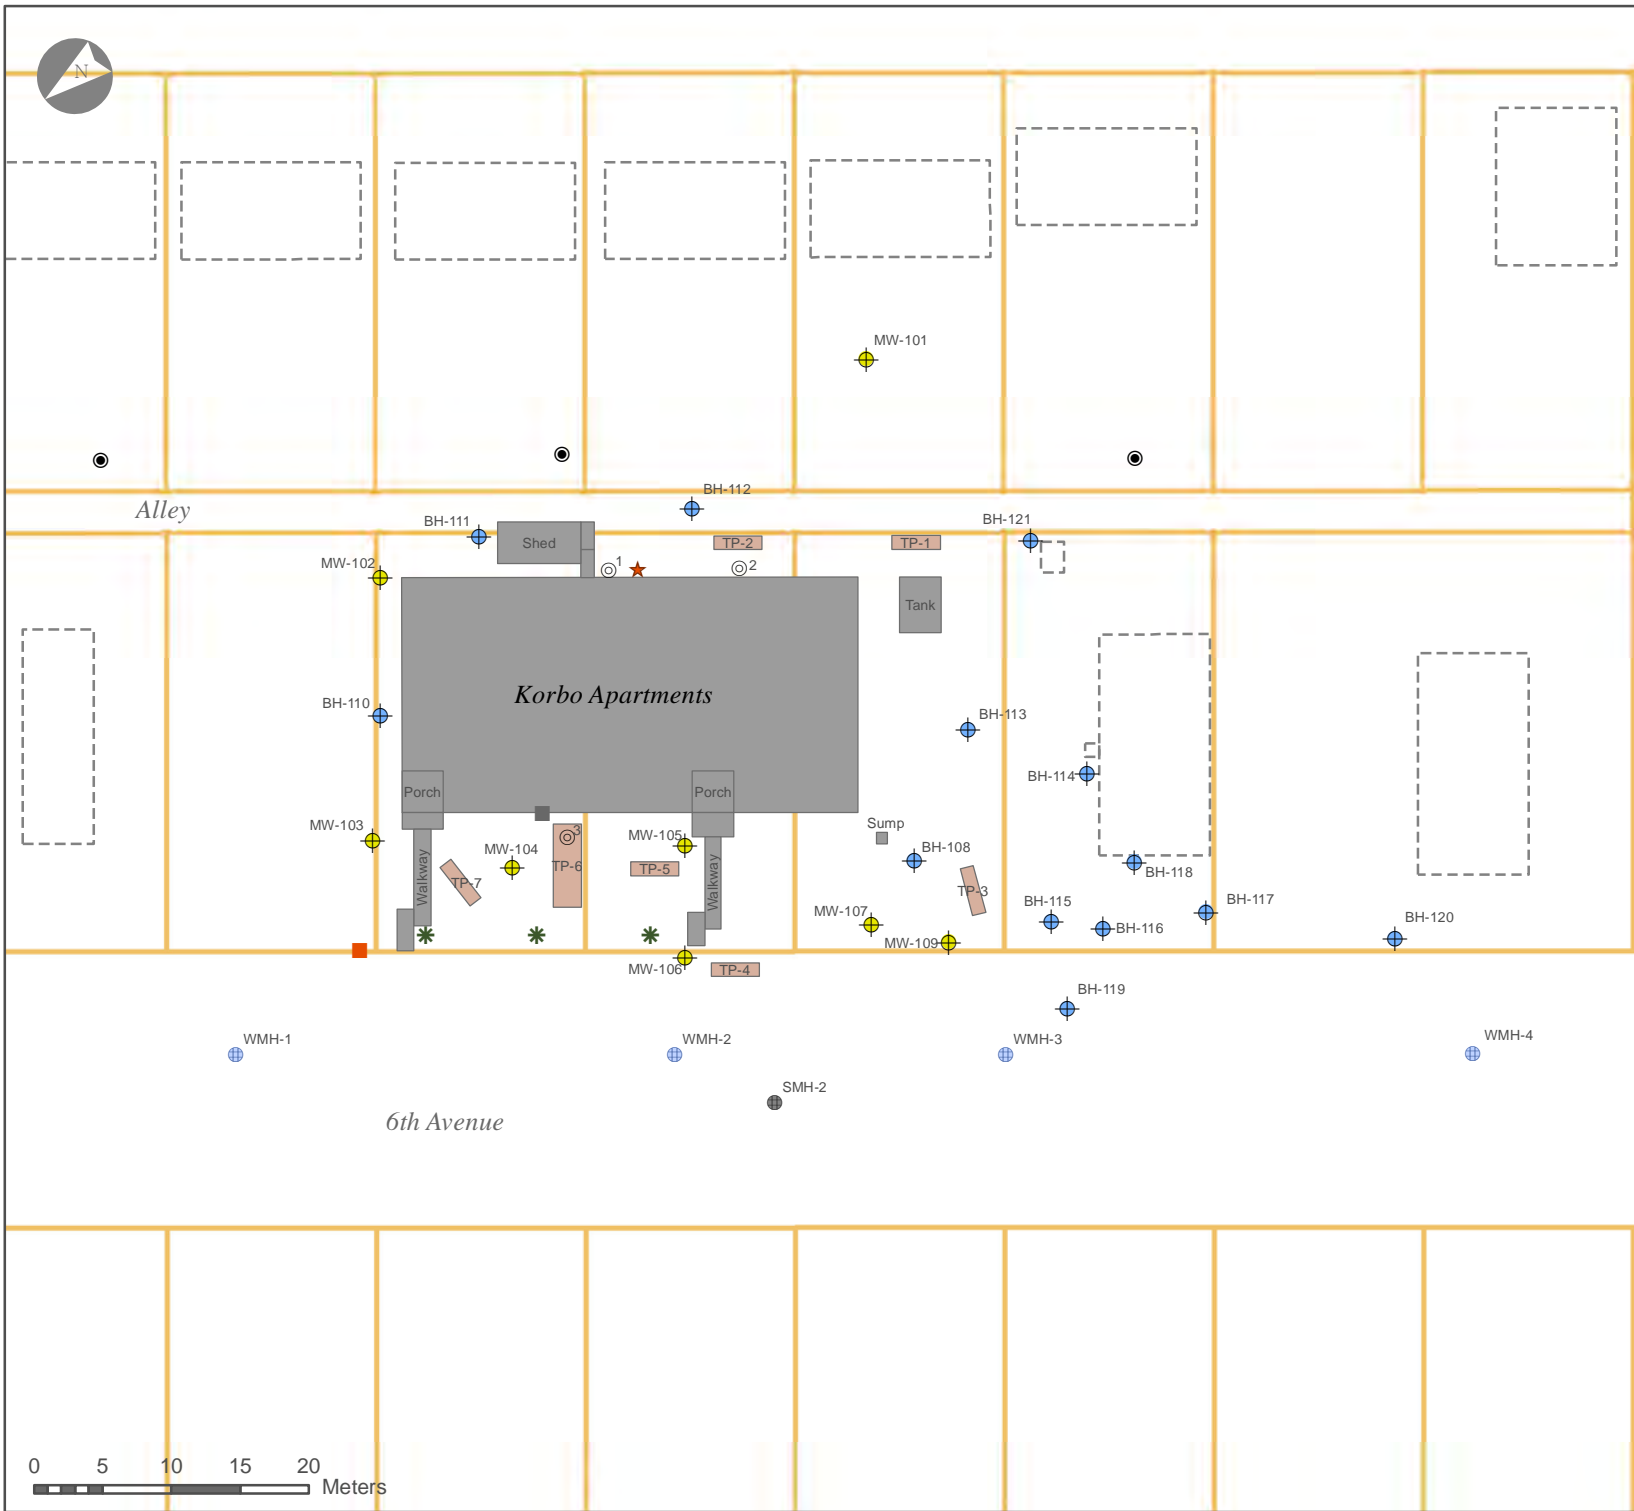 N
MW-101
Alley
BH-112
BH-111
Shed
TP-2
TP-1
BH-121
MW-102
1
2
Tank
Korbo Apartments
BH-110
BH-113
BH-114
Porch
Porch
Sump
MW-103
3
MW-105
MW-104
BH-108
TP-6
TP-5
BH-118
Walkway
Walkway
TP-7
TP-3
BH-115
BH-117
MW-107
BH-116
BH-120
MW-109
MW-106
TP-4
BH-119
WMH-1
WMH-2
WMH-3
WMH-4
SMH-2
6th Avenue
0 5 10 15 20
Meters